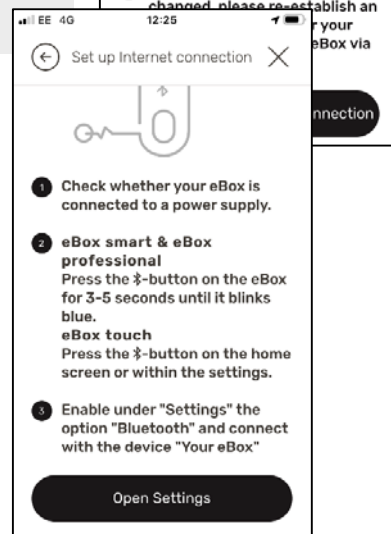 changed, please re-establish an
r your
eBox via
nnection
EE 4G 12:25
Set up Internet connection
1 Check whether your eBox is
connected to a power supply.
2 eBox smart & eBox
professional
Press the -button on the eBox
for 3-5 seconds until it blinks
blue.
eBox touch
Press the -button on the home
screen or within the settings.
3 Enable under "Settings" the
option "Bluetooth" and connect
with the device "Your eBox"
Open Settings